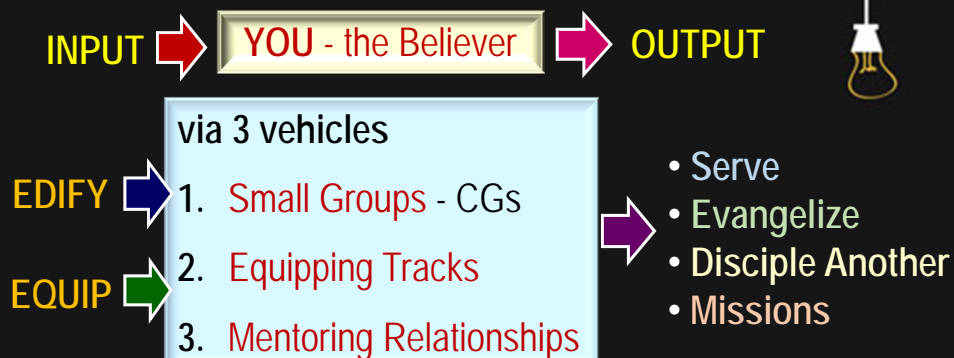 INPUT YOU - the Believer OUTPUT
via 3 vehicles
EDIFY
1. Small Groups - CGs
EQUIP
2. Equipping Tracks
3. Mentoring Relationships
• Serve
• Evangelize
• Disciple Another
• Missions